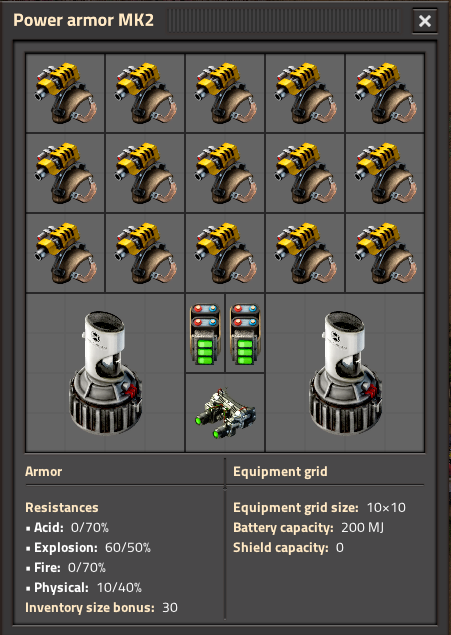 Power armor MK2
Armor
Resistances
• Acid: 0/70%
• Explosion: 60/50%
• Fire: 0/70%
• Physical: 10/40%
Inventory size bonus: 30
Equipment grid
Equipment grid size: 10×10
Battery capacity: 200 MJ
Shield capacity: 0